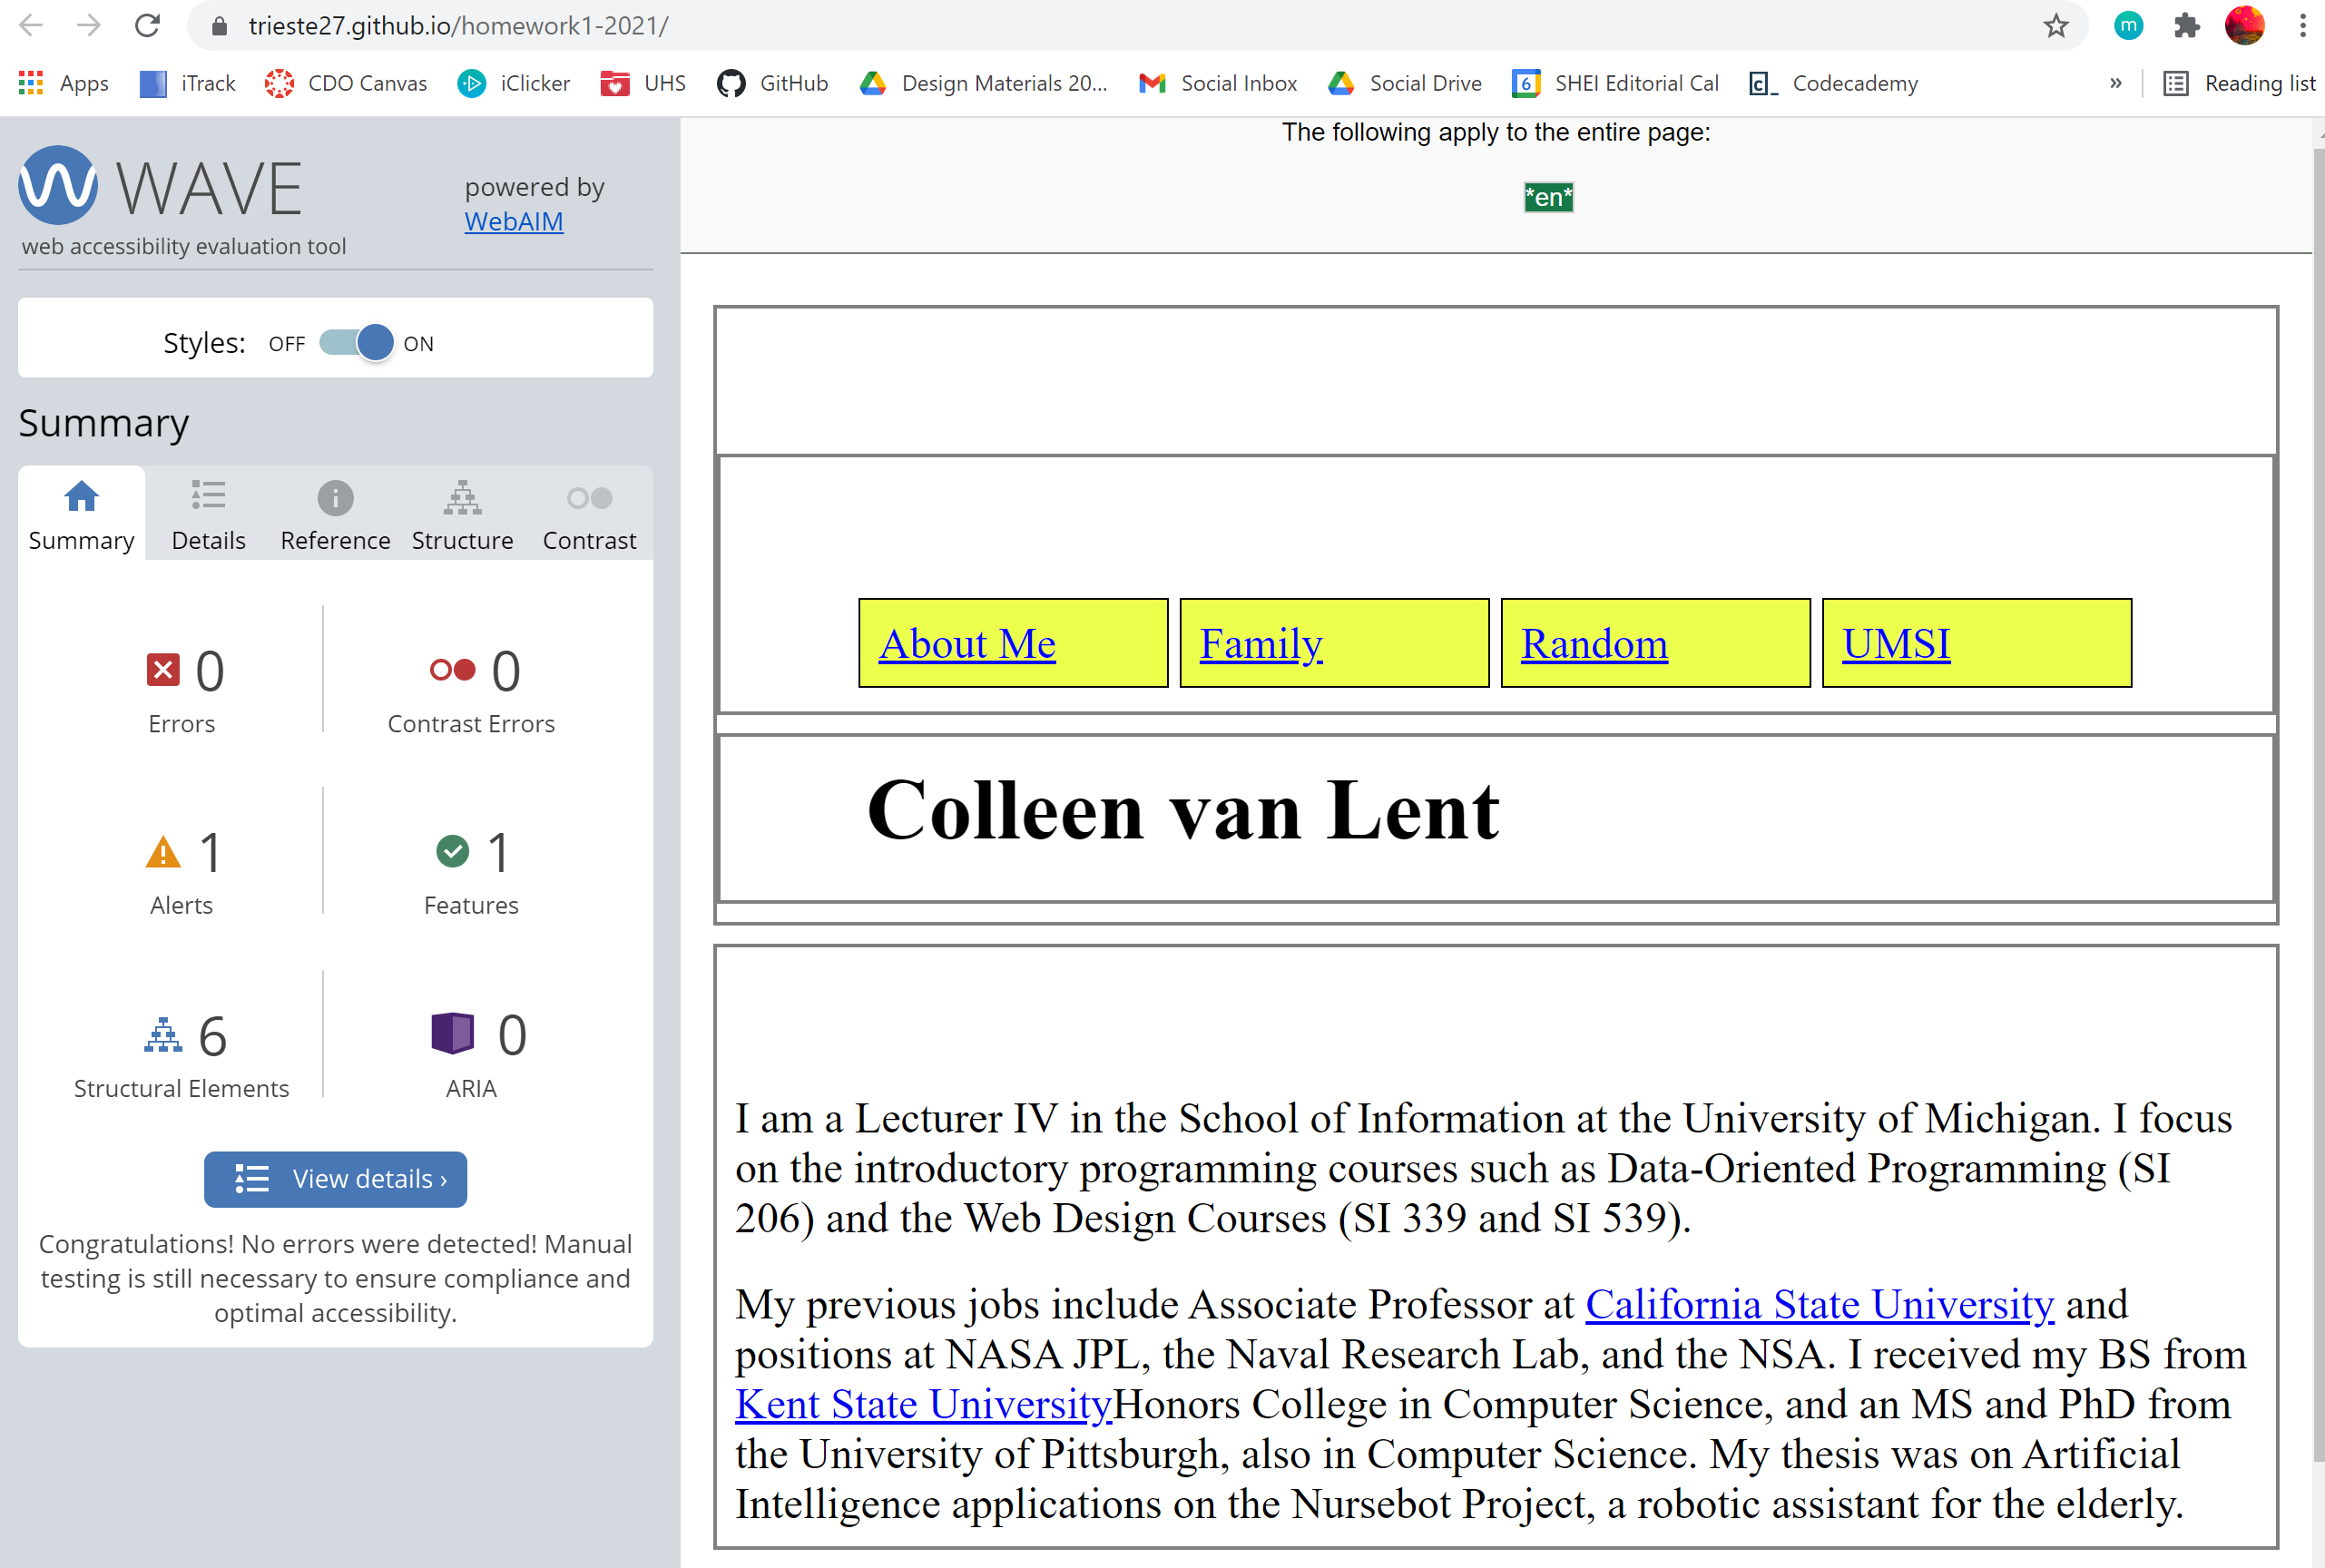 trieste27.github.io/homework1-2021/
m
Apps iTrack CDO Canvas iClicker UHS GitHub Design Materials 20... Social Inbox Social Drive 6 SHEI Editorial Cal c_ Codecademy » Reading list
WAVE
powered by
WebAIM
web accessibility evaluation tool
Styles: OFF ON
Summary
Summary Details Reference Structure Contrast
0 0
Errors Contrast Errors
1 1
Alerts Features
6 0
Structural Elements ARIA
View details ›
Congratulations! No errors were detected! Manual
testing is still necessary to ensure compliance and
optimal accessibility.
The following apply to the entire page:
*en*
About Me Family Random UMSI
Colleen van Lent
I am a Lecturer IV in the School of Information at the University of Michigan. I focus
on the introductory programming courses such as Data-Oriented Programming (SI
206) and the Web Design Courses (SI 339 and SI 539).
My previous jobs include Associate Professor at California State University and
positions at NASA JPL, the Naval Research Lab, and the NSA. I received my BS from
Kent State UniversityHonors College in Computer Science, and an MS and PhD from
the University of Pittsburgh, also in Computer Science. My thesis was on Artificial
Intelligence applications on the Nursebot Project, a robotic assistant for the elderly.